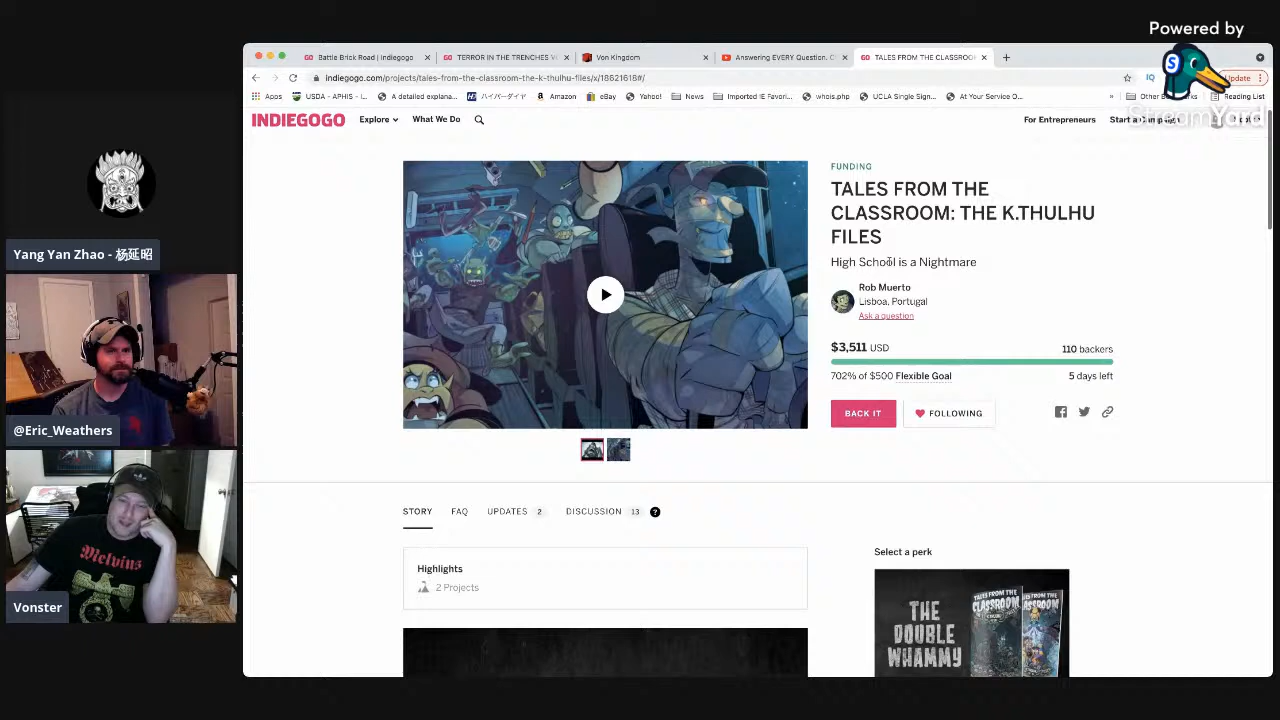 Powered by
StreamYard
Battle Brick Road | Indiegogo
TERROR IN THE TRENCHES
Von Kingdom
Answering EVERY Question.
TALES FROM THE CLASSROO
indiegogo.com/projects/tales-from-the-classroom-the-k-thulhu-files/x/18621618#/
IQ
Update
Apps
USDA - APHIS - I...
A detailed explana...
ハイパーダイヤ...
Amazon
eBay
Yahoo!
News
Imported IE Favori...
whois.php
UCLA Single Sign...
At Your Service O...
»
Reading List
INDIEGOGO
Explore
What We Do
For Entrepreneurs
FUNDING
TALES FROM THE
CLASSROOM: THE K.THULHU
FILES
High School is a Nightmare
Rob Muerto
Lisboa, Portugal
Ask a question
$3,511 USD
110 backers
702% of $500 Flexible Goal
5 days left
BACK IT
FOLLOWING
STORY
FAQ
UPDATES 2
DISCUSSION 13
?
Highlights
2 Projects
Select a perk
THE
DOUBLE
WHAMMY
TALES FROM THE
CLASSROOM
Yang Yan Zhao - 杨延昭
@Eric_Weathers
Melvins
Vonster